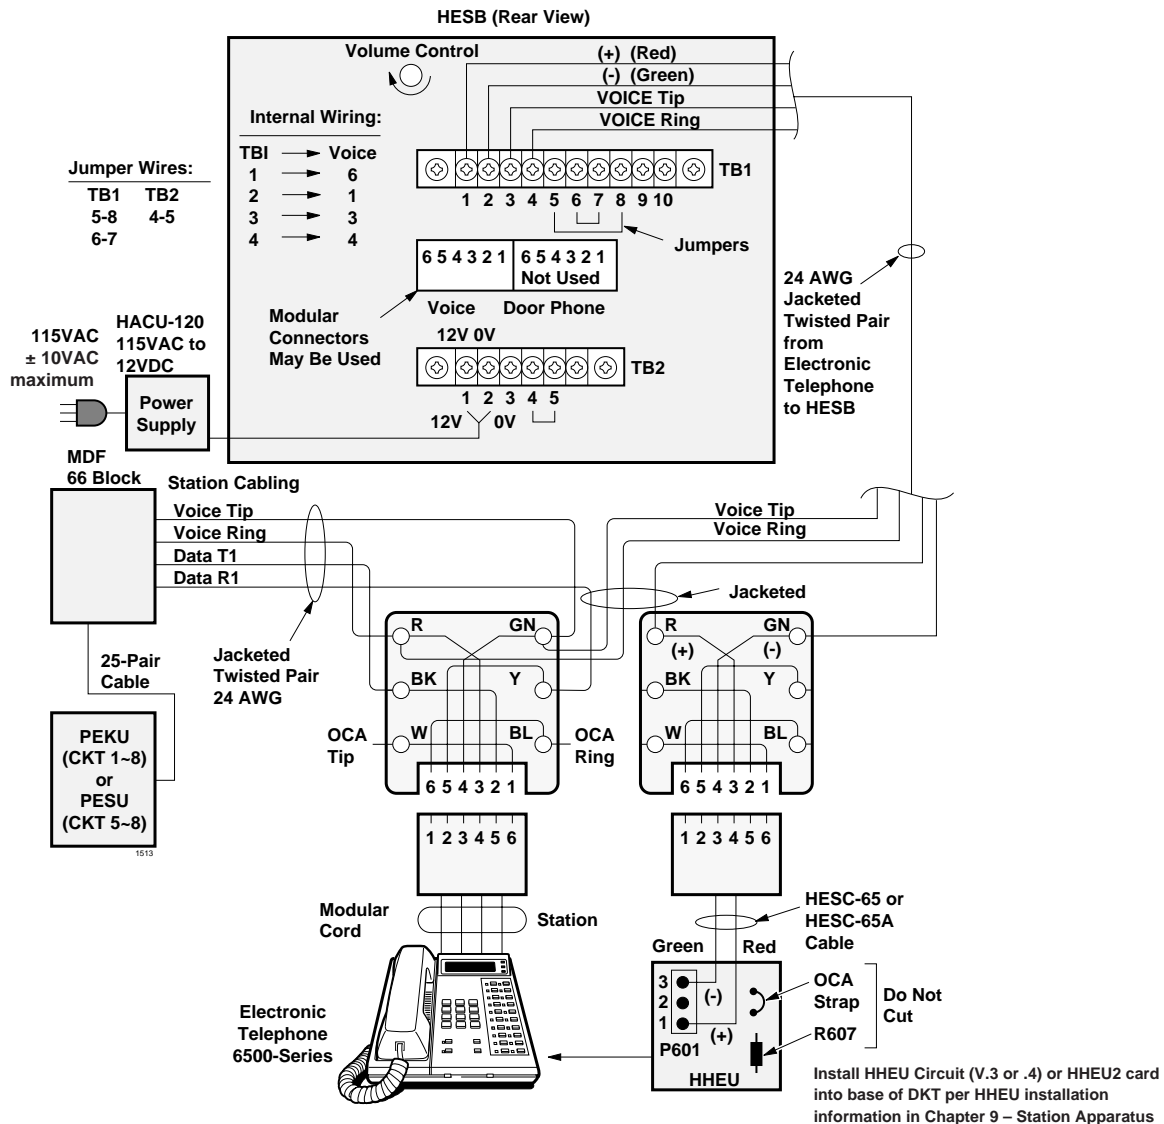 HESB (Rear View)
Volume Control
(+) (Red)
(-) (Green)
VOICE Tip
VOICE Ring
Internal Wiring:
TBI Voice
1 6
2 1
3 3
4 4
Jumper Wires:
TB1 TB2
5-8 4-5
6-7
TB1
1 2 3 4 5 6 7 8 9 10
Jumpers
6 5 4 3 2 1
6 5 4 3 2 1
Not Used
Voice
Door Phone
Modular
Connectors
May Be Used
12V 0V
TB2
1 2 3 4 5
12V 0V
24 AWG
Jacketed
Twisted Pair
from
Electronic
Telephone
to HESB
115VAC
± 10VAC
maximum
HACU-120
115VAC to
12VDC
Power
Supply
MDF
66 Block
Station Cabling
Voice Tip
Voice Ring
Data T1
Data R1
Voice Tip
Voice Ring
Jacketed
Jacketed
Twisted Pair
24 AWG
25-Pair
Cable
PEKU
(CKT 1~8)
or
PESU
(CKT 5~8)
1513
R GN
BK Y
W BL
OCA
Tip
OCA
Ring
6 5 4 3 2 1
R GN
(+) (-)
BK Y
W BL
6 5 4 3 2 1
1 2 3 4 5 6
1 2 3 4 5 6
Modular
Cord
Station
HESC-65 or
HESC-65A
Cable
Green Red
3
2
1
(-)
(+)
P601
HHEU
OCA
Strap
R607
Do Not
Cut
Electronic
Telephone
6500-Series
Install HHEU Circuit (V.3 or .4) or HHEU2 card
into base of DKT per HHEU installation
information in Chapter 9 – Station Apparatus